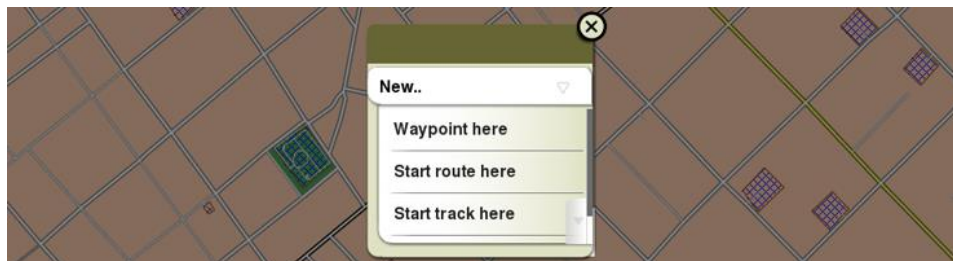 New..
Waypoint here
Start route here
Start track here